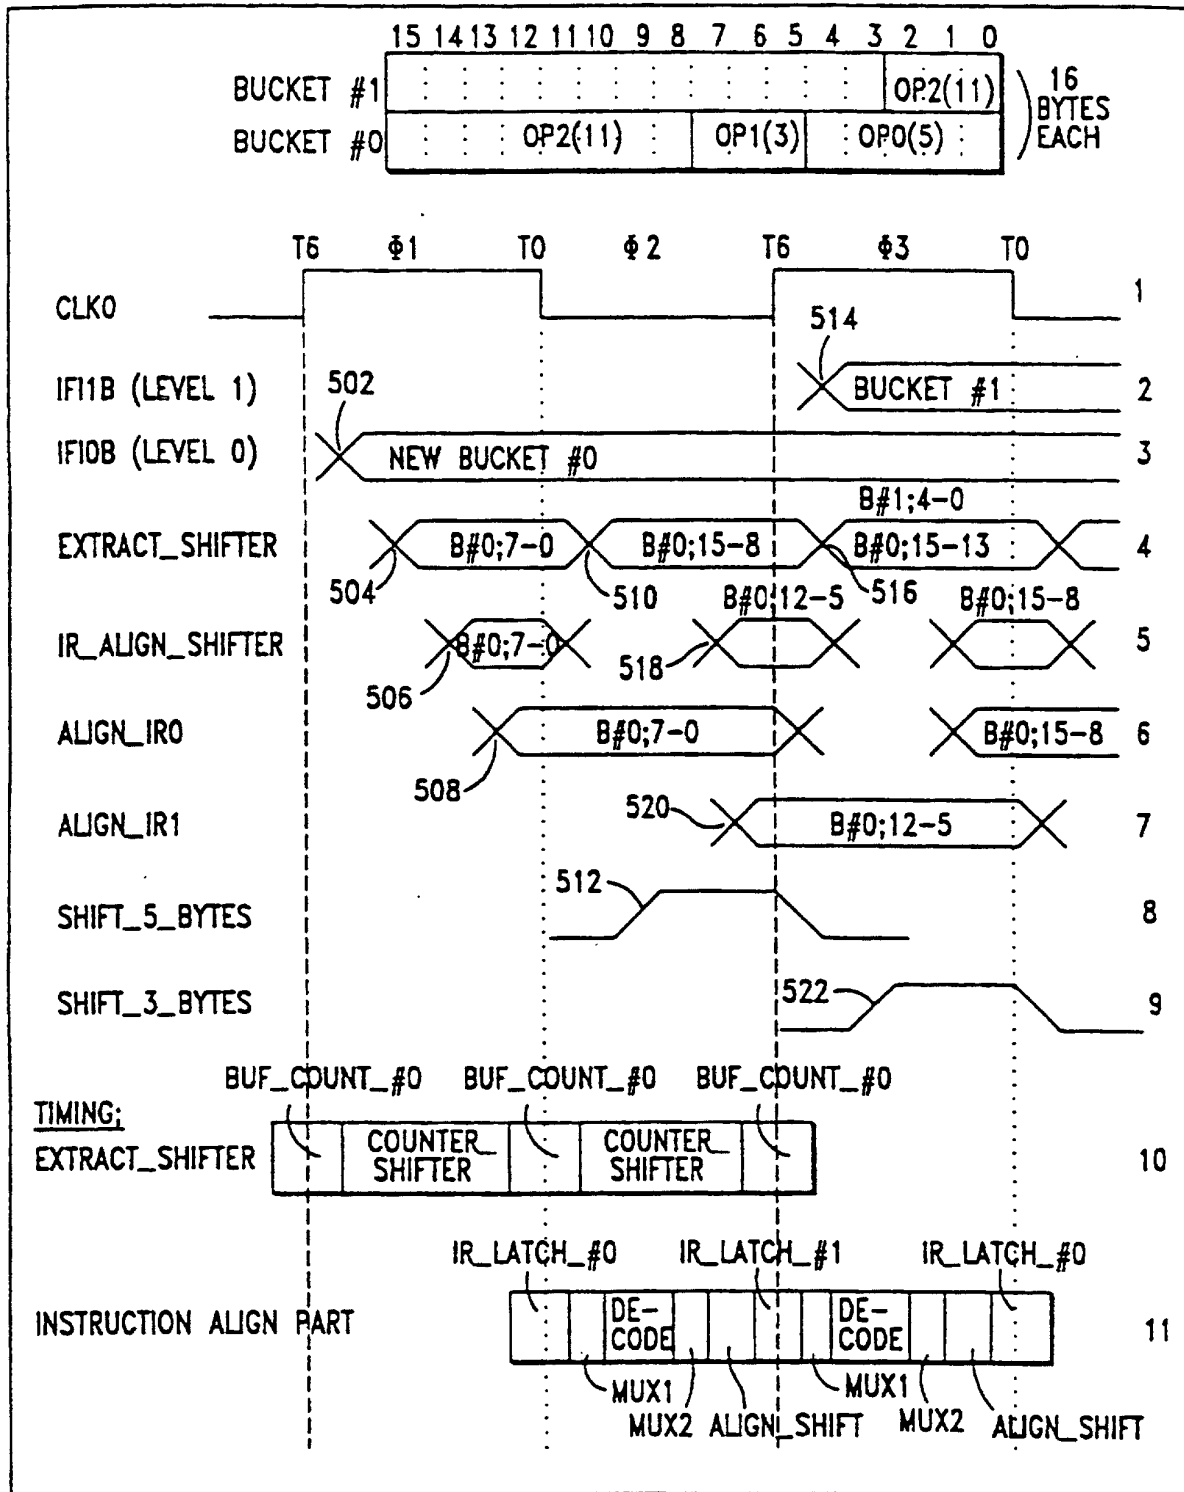 15 14 13 12 11 10 9 8 7 6 5 4 3 2 1 0
BUCKET #1 OP2(11)
BUCKET #0 OP2(11) OP1(3) OP0(5)
16
BYTES
EACH
T6 Φ1 T0 Φ2 T6 Φ3 T0
CLK0 1
514
IFI1B (LEVEL 1) BUCKET #1 2
502
IFI0B (LEVEL 0) NEW BUCKET #0 3
B#1;4-0
EXTRACT_SHIFTER B#0;7-0 B#0;15-8 B#0;15-13 4
504 510 516
B#0;12-5 B#0;15-8
IR_ALIGN_SHIFTER B#0;7-0 5
506 518
ALIGN_IR0 B#0;7-0 B#0;15-8 6
508
520
ALIGN_IR1 B#0;12-5 7
512
SHIFT_5_BYTES 8
522
SHIFT_3_BYTES 9
BUF_COUNT_#0 BUF_COUNT_#0 BUF_COUNT_#0
TIMING;
EXTRACT_SHIFTER COUNTER_ SHIFTER COUNTER_ SHIFTER 10
IR_LATCH_#0 IR_LATCH_#1 IR_LATCH_#0
INSTRUCTION ALIGN PART DE- CODE DE- CODE 11
MUX1 MUX1
MUX2 ALIGN_SHIFT MUX2 ALIGN_SHIFT